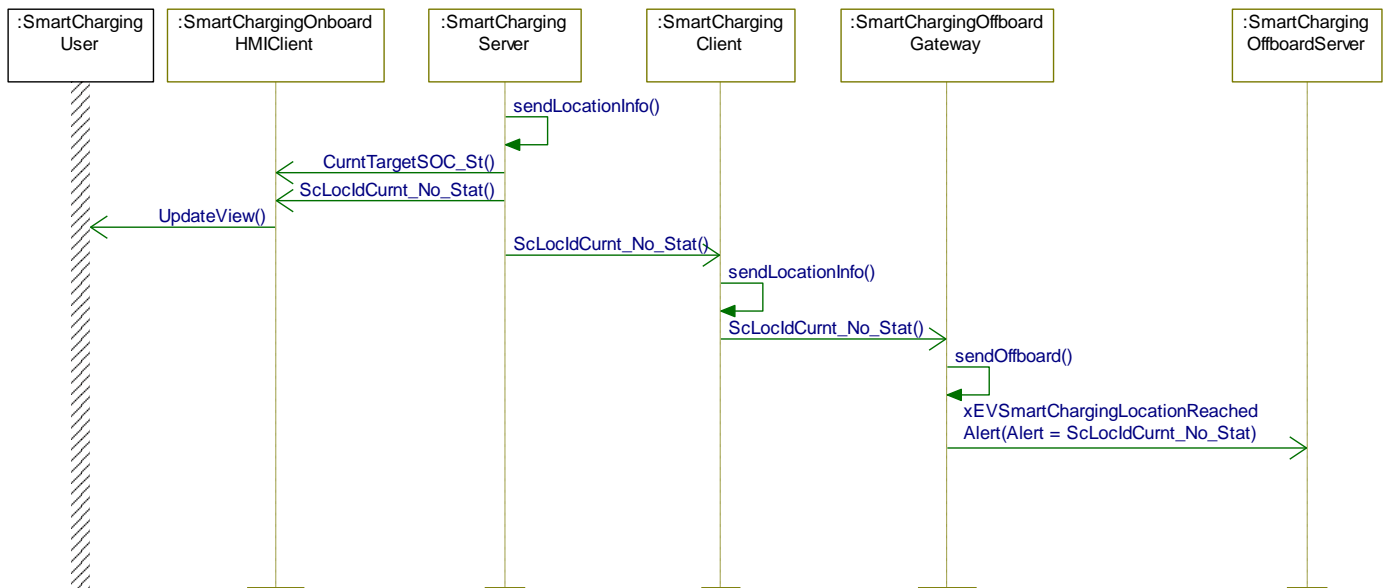 :SmartCharging
User
:SmartChargingOnboard
HMIClient
:SmartCharging
Server
:SmartCharging
Client
:SmartChargingOffboard
Gateway
:SmartCharging
OffboardServer
sendLocationInfo()
CurntTargetSOC_St()
ScLocIdCurnt_No_Stat()
UpdateView()
ScLocIdCurnt_No_Stat()
sendLocationInfo()
ScLocIdCurnt_No_Stat()
sendOffboard()
xEVSmartChargingLocationReached
Alert(Alert = ScLocIdCurnt_No_Stat)